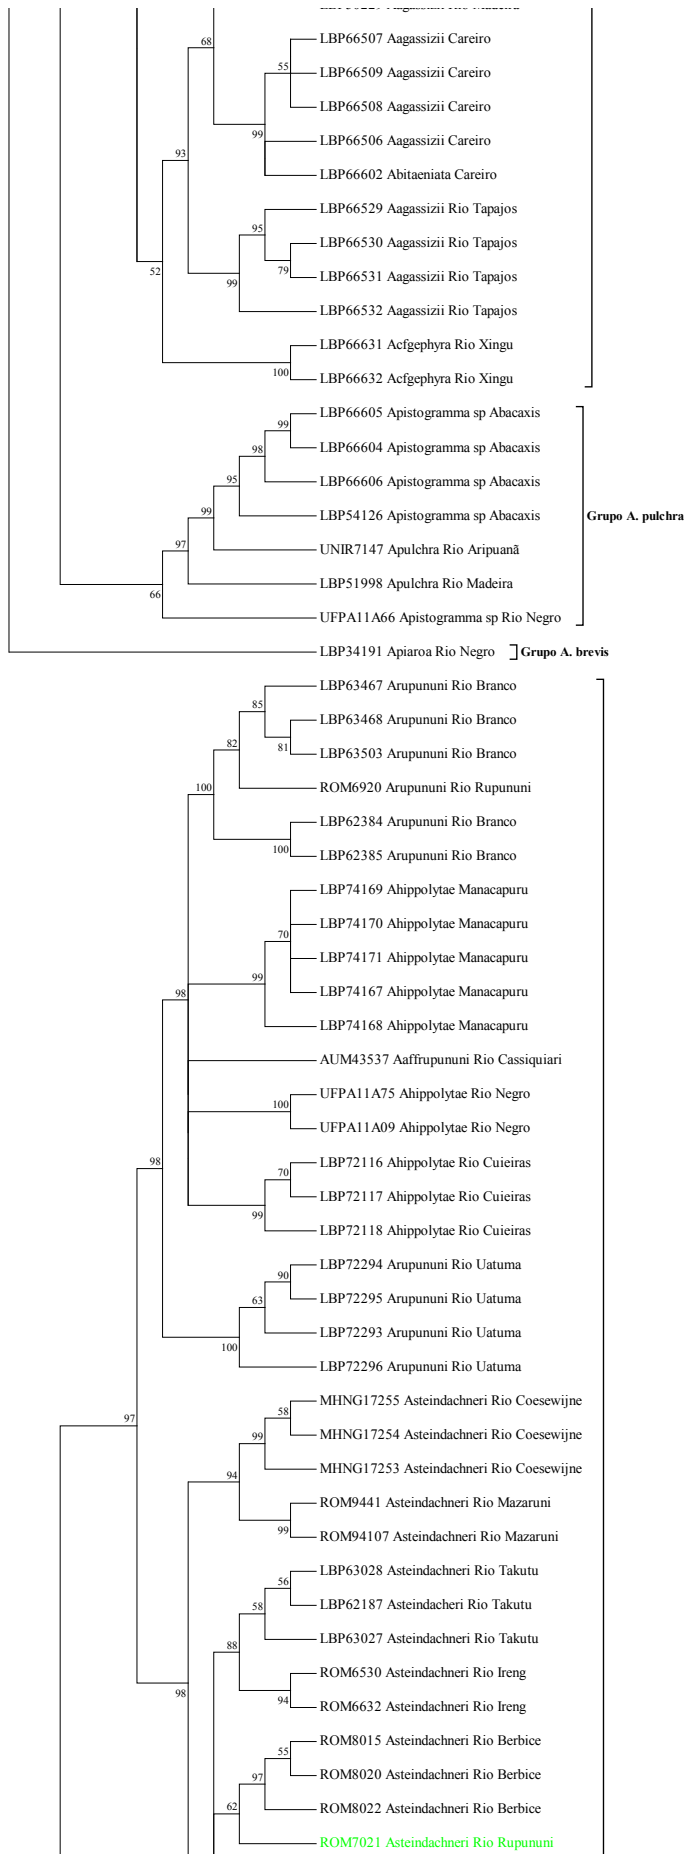 68
LBP66507 Aagassizii Careiro
55
LBP66509 Aagassizii Careiro
LBP66508 Aagassizii Careiro
99
LBP66506 Aagassizii Careiro
93
LBP66602 Abitaeniata Careiro
LBP66529 Aagassizii Rio Tapajos
95
LBP66530 Aagassizii Rio Tapajos
52
79
LBP66531 Aagassizii Rio Tapajos
99
LBP66532 Aagassizii Rio Tapajos
LBP66631 Acfgephyra Rio Xingu
100
LBP66632 Acfgephyra Rio Xingu
LBP66605 Apistogramma sp Abacaxis
99
98
LBP66604 Apistogramma sp Abacaxis
95
LBP66606 Apistogramma sp Abacaxis
99
LBP54126 Apistogramma sp Abacaxis
Grupo A. pulchra
97
UNIR7147 Apulchra Rio Aripuanã
LBP51998 Apulchra Rio Madeira
66
UFPA11A66 Apistogramma sp Rio Negro
LBP34191 Apiaroa Rio Negro
Grupo A. brevis
LBP63467 Arupununi Rio Branco
85
LBP63468 Arupununi Rio Branco
82
81
LBP63503 Arupununi Rio Branco
100
ROM6920 Arupununi Rio Rupununi
LBP62384 Arupununi Rio Branco
100
LBP62385 Arupununi Rio Branco
LBP74169 Ahippolytae Manacapuru
LBP74170 Ahippolytae Manacapuru
70
LBP74171 Ahippolytae Manacapuru
99
LBP74167 Ahippolytae Manacapuru
98
LBP74168 Ahippolytae Manacapuru
AUM43537 Aaffrupununi Rio Cassiquiari
UFPA11A75 Ahippolytae Rio Negro
100
UFPA11A09 Ahippolytae Rio Negro
98
LBP72116 Ahippolytae Rio Cuieiras
70
LBP72117 Ahippolytae Rio Cuieiras
99
LBP72118 Ahippolytae Rio Cuieiras
LBP72294 Arupununi Rio Uatuma
90
LBP72295 Arupununi Rio Uatuma
63
LBP72293 Arupununi Rio Uatuma
100
LBP72296 Arupununi Rio Uatuma
MHNG17255 Asteindachneri Rio Coesewijne
97
58
MHNG17254 Asteindachneri Rio Coesewijne
99
MHNG17253 Asteindachneri Rio Coesewijne
94
ROM9441 Asteindachneri Rio Mazaruni
99
ROM94107 Asteindachneri Rio Mazaruni
LBP63028 Asteindachneri Rio Takutu
56
LBP62187 Asteindacheri Rio Takutu
58
LBP63027 Asteindachneri Rio Takutu
88
ROM6530 Asteindachneri Rio Ireng
98
94
ROM6632 Asteindachneri Rio Ireng
ROM8015 Asteindachneri Rio Berbice
55
ROM8020 Asteindachneri Rio Berbice
97
ROM8022 Asteindachneri Rio Berbice
62
ROM7021 Asteindachneri Rio Rupununi